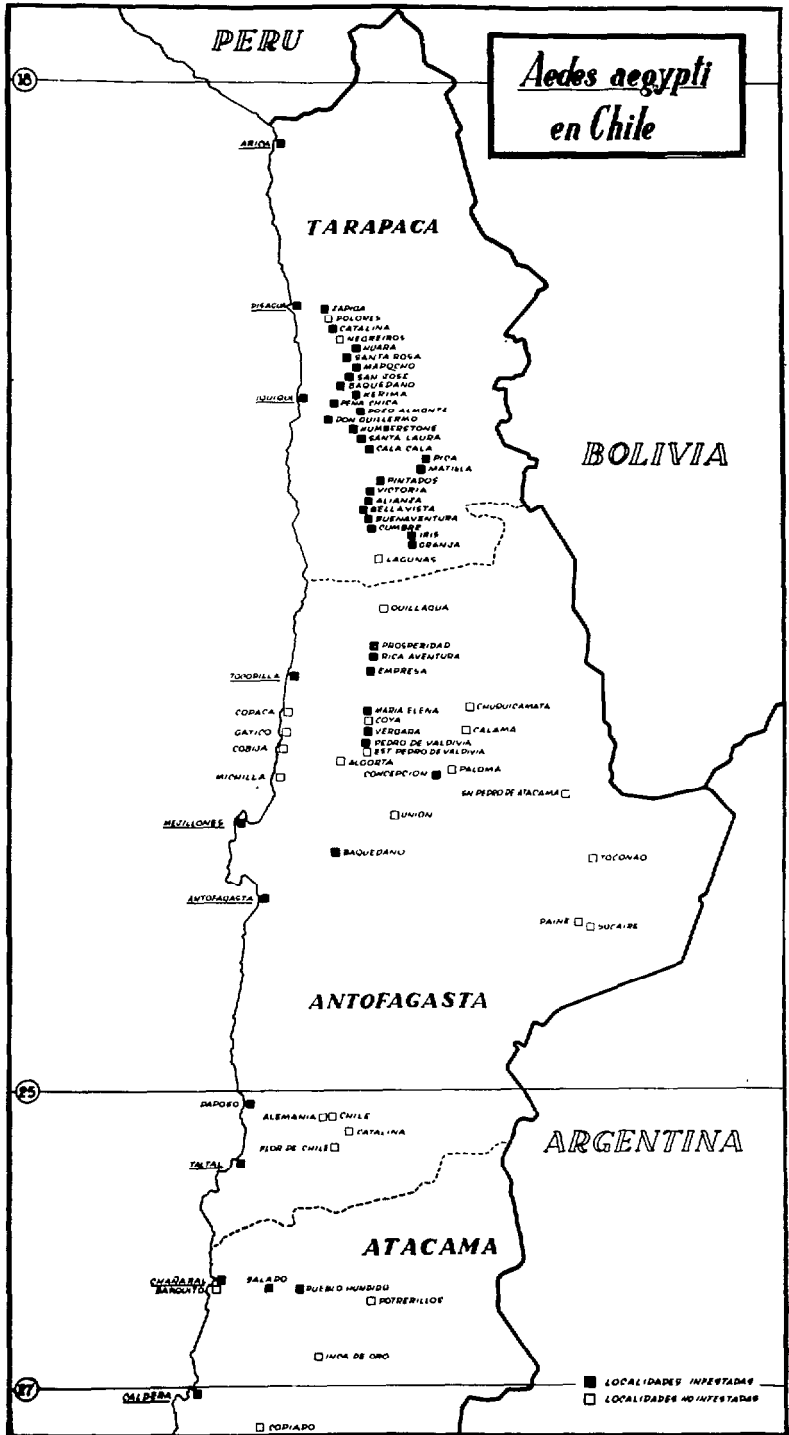 PERU
Aedes aegypti
en Chile
18
ARICA
TARAPACA
PISAGUA
ZAPIGA
DOLORES
CATALINA
NEGREIROS
HUARA
SANTA ROSA
MAPOCHO
SAN JOSE
BAQUEDANO
KERIMA
IQUIQUE
PEÑA CHICA
POZO ALMONTE
DON GUILLERMO
HUMBERSTONE
SANTA LAURA
CALA CALA
BOLIVIA
PICA
MATILLA
PINTADOS
VICTORIA
ALIANZA
BELLAVISTA
BUENAVENTURA
CUMBRE
IRIS
GRANJA
LAGUNAS
QUILLAGUA
PROSPERIDAD
RICA AVENTURA
EMPRESA
TOCOPILLA
COPACA
MARIA ELENA
CHUQUICAMATA
COYA
GATICO
VERGARA
CALAMA
PEDRO DE VALDIVIA
COBIJA
EST PEDRO DE VALDIVIA
ALGORTA
MICHILLA
CONCEPCION
PALOMA
SN PEDRO DE ATACAMA
UNION
MEJILLONES
BAQUEDANO
TOCONAO
ANTOFAGASTA
PAINE
SOCAIRE
ANTOFAGASTA
25
PAPOSO
ALEMANIA
CHILE
CATALINA
FLOR DE CHILE
ARGENTINA
TALTAL
ATACAMA
CHAÑARAL
BARQUITO
SALADO
PUEBLO HUNDIDO
POTRERILLOS
INCA DE ORO
27
CALDERA
LOCALIDADES INFESTADAS
LOCALIDADES NO INFESTADAS
COPIAPO